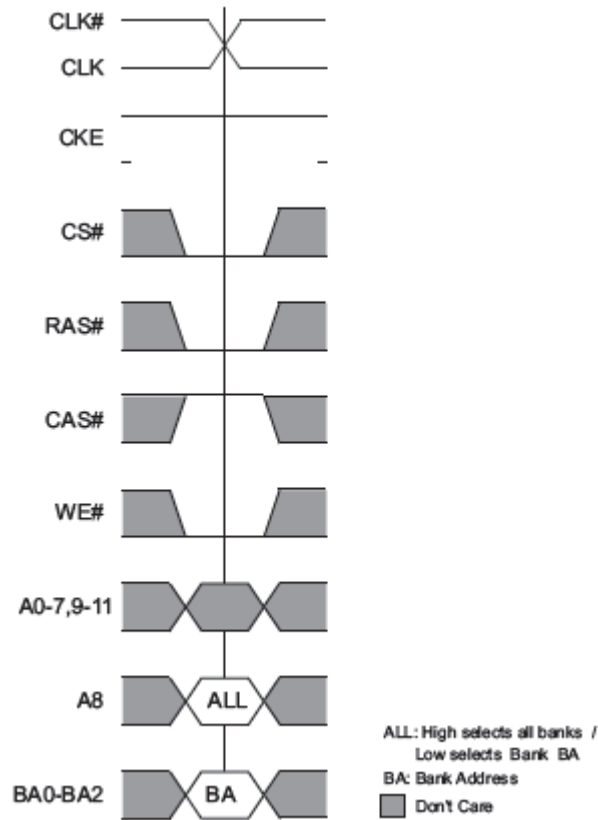 CLK#
CLK
CKE
CS#
RAS#
CAS#
WE#
A0-7,9-11
A8
ALL
BA0-BA2
BA
ALL: High selects all banks /
Low selects Bank BA
BA: Bank Address
Don't Care